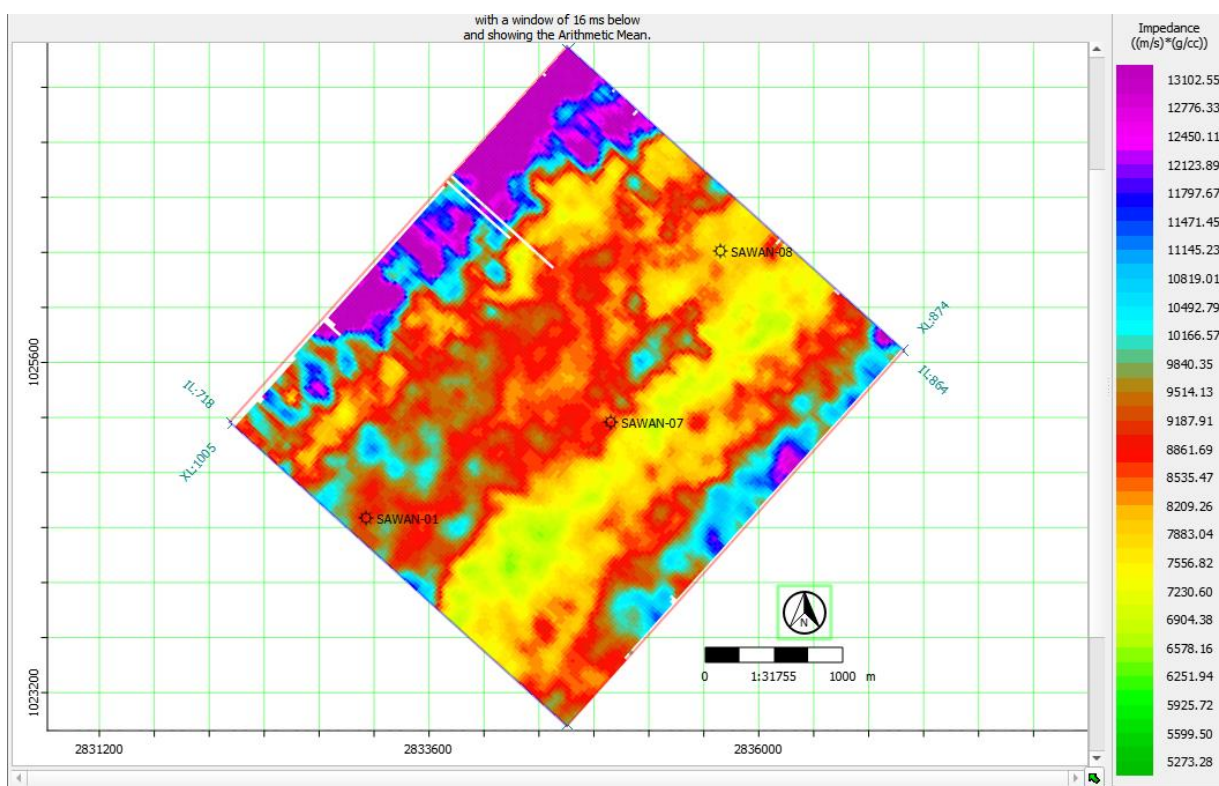 with a window of 16 ms below
and showing the Arithmetic Mean.
Impedance
((m/s)*(g/cc))
13102.55
12776.33
12450.11
12123.89
11797.67
11471.45
11145.23
10819.01
10492.79
10166.57
9840.35
9514.13
9187.91
8861.69
8535.47
8209.26
7883.04
7556.82
7230.60
6904.38
6578.16
6251.94
5925.72
5599.50
5273.28
SAWAN-08
XL:874
IL:864
1025600
IL:718
XL:1005
SAWAN-07
SAWAN-01
N
0 1:31755 1000 m
1023200
2831200 2833600 2836000